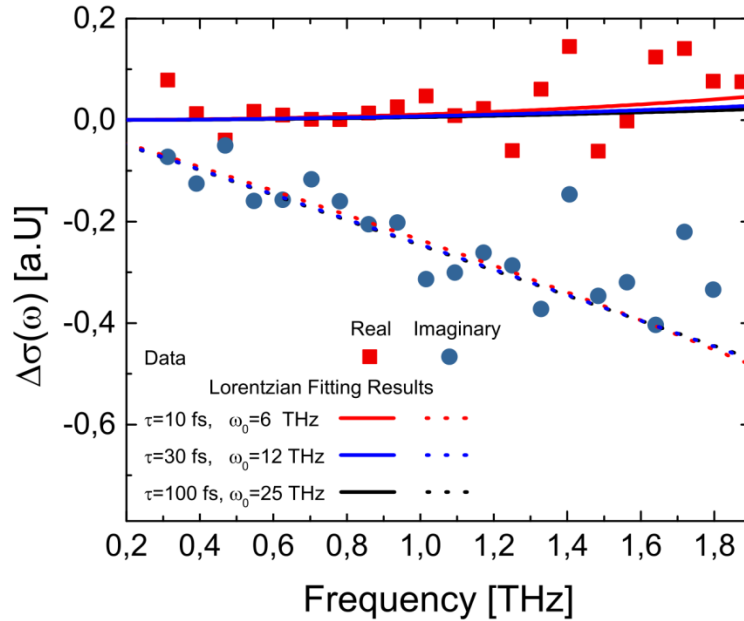 0,2
0,0
-0,2
-0,4
-0,6
Δσ(ω) [a.U]
Real Imaginary
Data
Lorentzian Fitting Results
τ=10 fs, ω₀=6 THz
τ=30 fs, ω₀=12 THz
τ=100 fs, ω₀=25 THz
0,2 0,4 0,6 0,8 1,0 1,2 1,4 1,6 1,8
Frequency [THz]